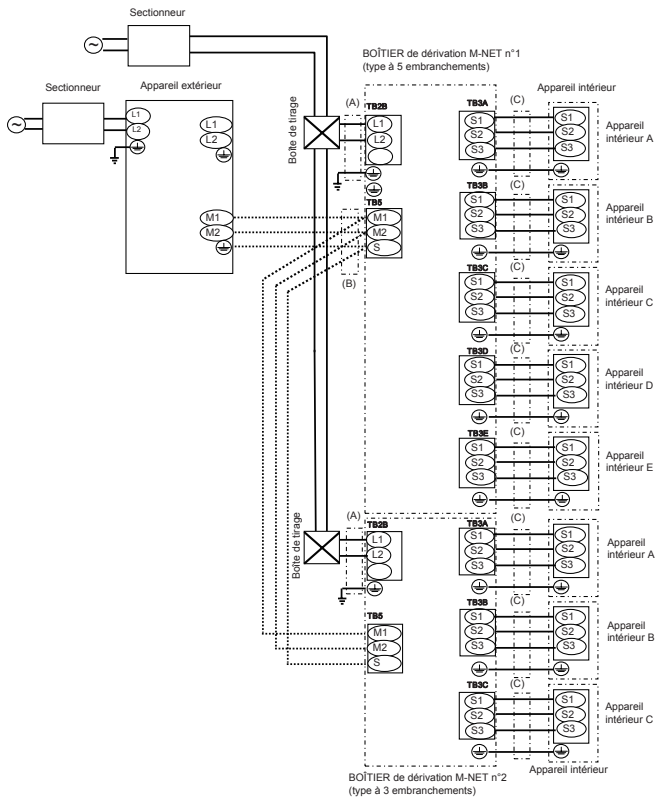 Sectionneur
Sectionneur
Appareil extérieur
L1
L2
L1
L2
M1
M2
Boîte de tirage
BOÎTIER de dérivation M-NET n°1
(type à 5 embranchements)
(A)
TB2B
L1
L2
TB5
M1
M2
S
(B)
Appareil intérieur
TB3A
(C)
S1
S2
S3
S1
S2
S3
Appareil
intérieur A
TB3B
(C)
S1
S2
S3
S1
S2
S3
Appareil
intérieur B
TB3C
(C)
S1
S2
S3
S1
S2
S3
Appareil
intérieur C
TB3D
(C)
S1
S2
S3
S1
S2
S3
Appareil
intérieur D
TB3E
(C)
S1
S2
S3
S1
S2
S3
Appareil
intérieur E
Boîte de tirage
(A)
TB2B
L1
L2
TB5
M1
M2
S
TB3A
(C)
S1
S2
S3
S1
S2
S3
Appareil
intérieur A
TB3B
(C)
S1
S2
S3
S1
S2
S3
Appareil
intérieur B
TB3C
(C)
S1
S2
S3
S1
S2
S3
Appareil
intérieur C
Appareil intérieur
BOÎTIER de dérivation M-NET n°2
(type à 3 embranchements)